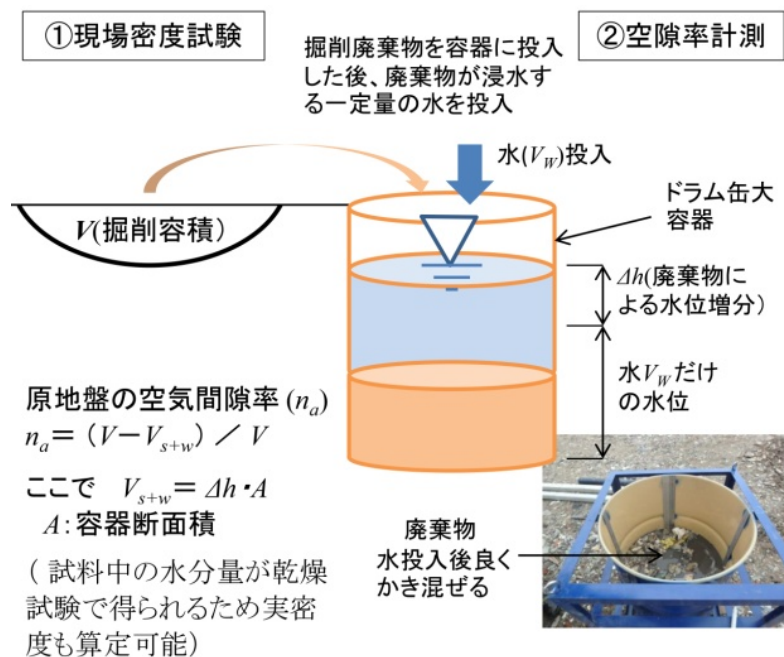 ①現場密度試験
②空隙率計測
掘削廃棄物を容器に投入
した後、廃棄物が浸水す
る一定量の水を投入
水(VW)投入
ドラム缶大
容器
V(掘削容積)
Δh(廃棄物に
よる水位増分)
水VWだけ
の水位
原地盤の空気間隙率(na)
na=(V-Vs+w)/V
ここで Vs+w=Δh・A
A:容器断面積
(試料中の水分量が乾燥
試験で得られるため実密
度も算定可能)
廃棄物
水投入後良く
かき混ぜる